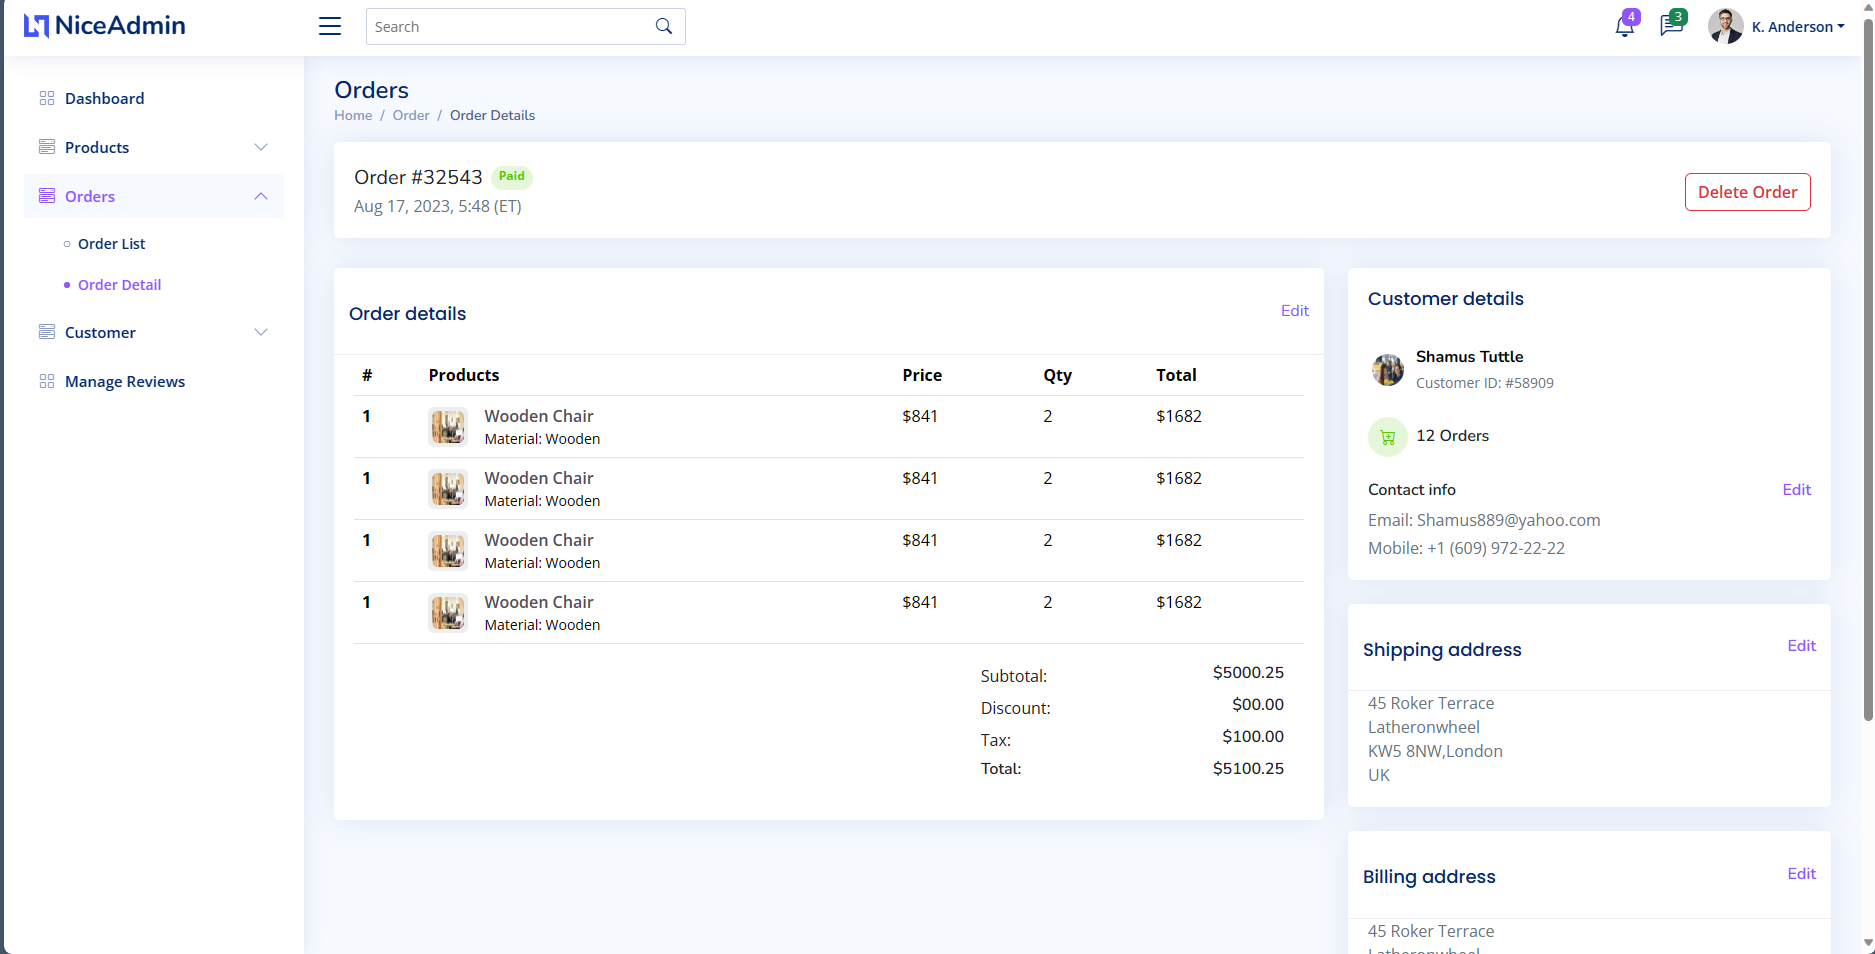 NiceAdmin
Search
4
3
K. Anderson
Dashboard
Products
Orders
Order List
Order Detail
Customer
Manage Reviews
Orders
Home / Order / Order Details
Order #32543 Paid
Aug 17, 2023, 5:48 (ET)
Delete Order
Order details
Edit
# Products Price Qty Total
1 Wooden Chair $841 2 $1682
Material: Wooden
1 Wooden Chair $841 2 $1682
Material: Wooden
1 Wooden Chair $841 2 $1682
Material: Wooden
1 Wooden Chair $841 2 $1682
Material: Wooden
Subtotal: $5000.25
Discount: $00.00
Tax: $100.00
Total: $5100.25
Customer details
Shamus Tuttle
Customer ID: #58909
12 Orders
Contact info Edit
Email: Shamus889@yahoo.com
Mobile: +1 (609) 972-22-22
Shipping address Edit
45 Roker Terrace
Latheronwheel
KW5 8NW,London
UK
Billing address Edit
45 Roker Terrace
Latheronwheel